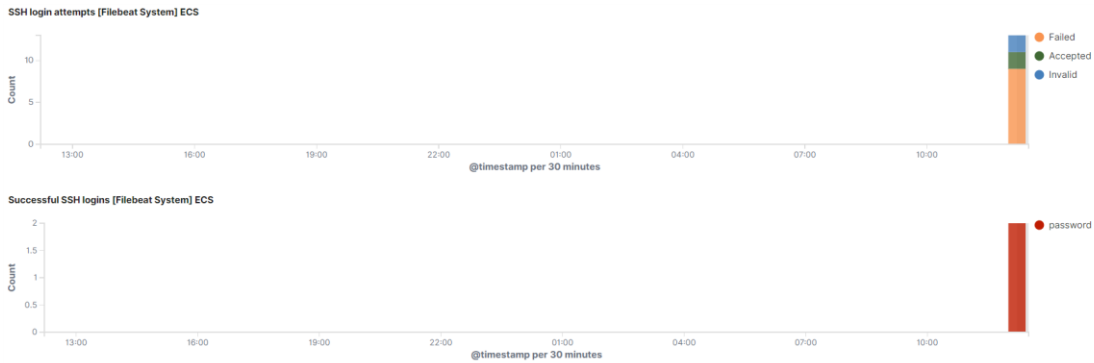 SSH login attempts [Filebeat System] ECS
Failed
Accepted
Invalid
10
5
0
Count
13:00 16:00 19:00 22:00 01:00 04:00 07:00 10:00
@timestamp per 30 minutes
Successful SSH logins [Filebeat System] ECS
password
2
1.5
1
0.5
0
Count
13:00 16:00 19:00 22:00 01:00 04:00 07:00 10:00
@timestamp per 30 minutes